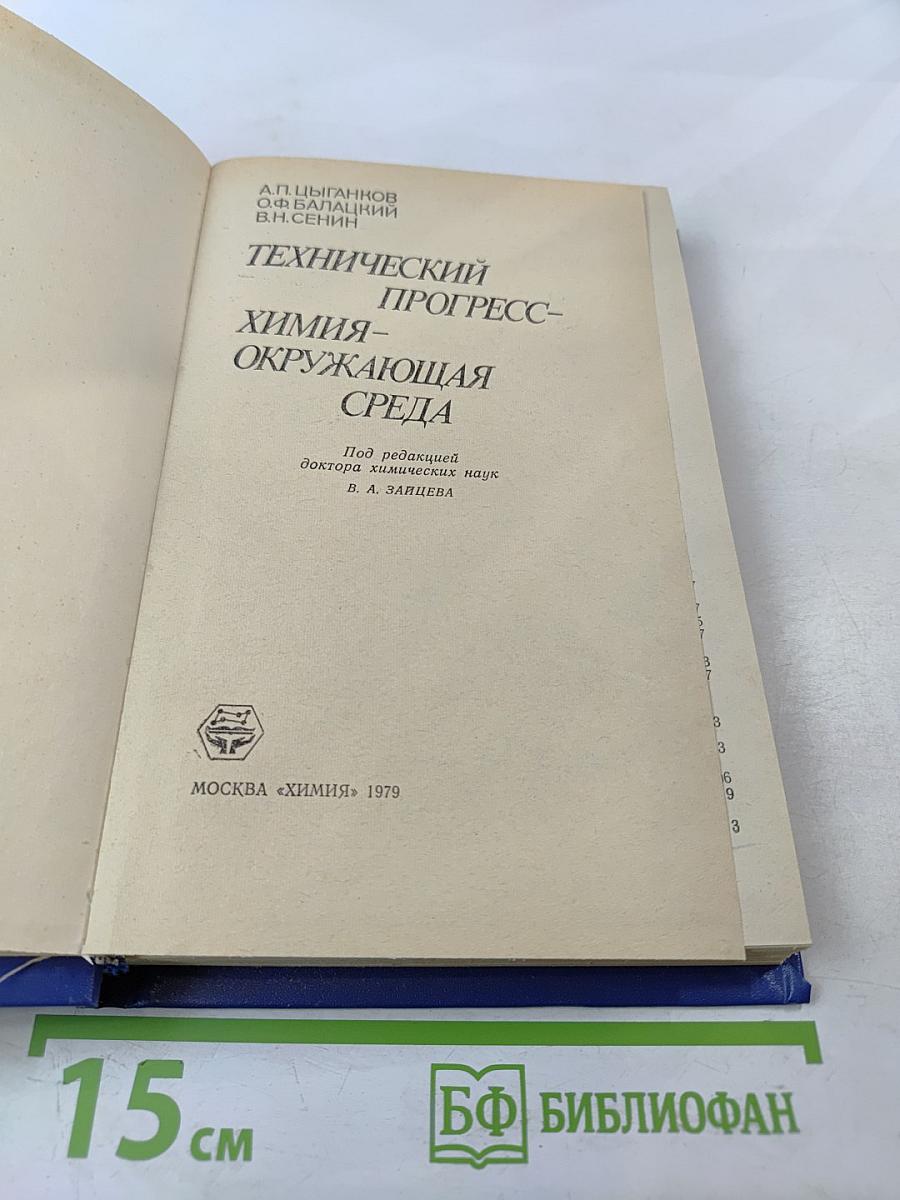 А.П. ЦЫГАНКОВ
О.Ф. БАЛАЦКИЙ
В.Н. СЕНИН
ТЕХНИЧЕСКИЙ
ПРОГРЕСС–
ХИМИЯ–
ОКРУЖАЮЩАЯ
СРЕДА
Под редакцией
доктора химических наук
В. А. ЗАЙЦЕВА
МОСКВА «ХИМИЯ» 1979
15 см
БФ БИБЛИОФАН